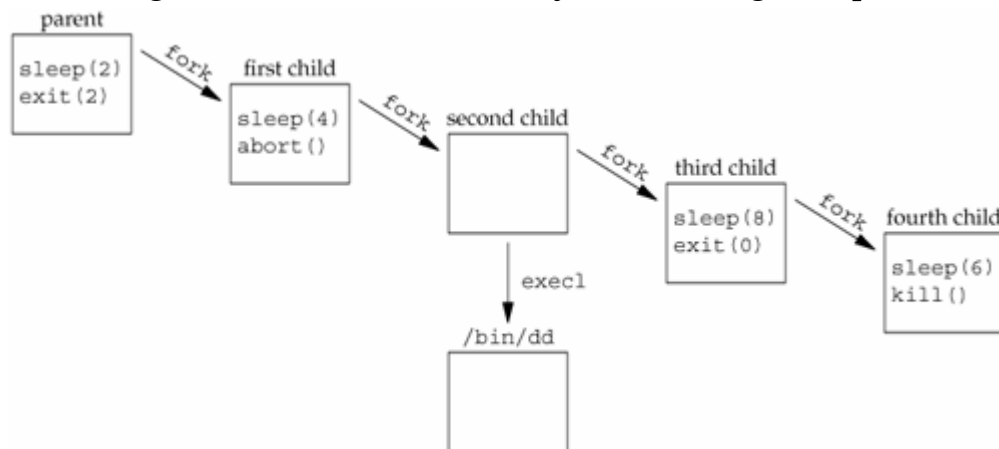 parent
sleep(2)
exit(2)
fork
first child
sleep(4)
abort()
fork
second child
fork
third child
sleep(8)
exit(0)
fork
fourth child
sleep(6)
kill()
execl
/bin/dd